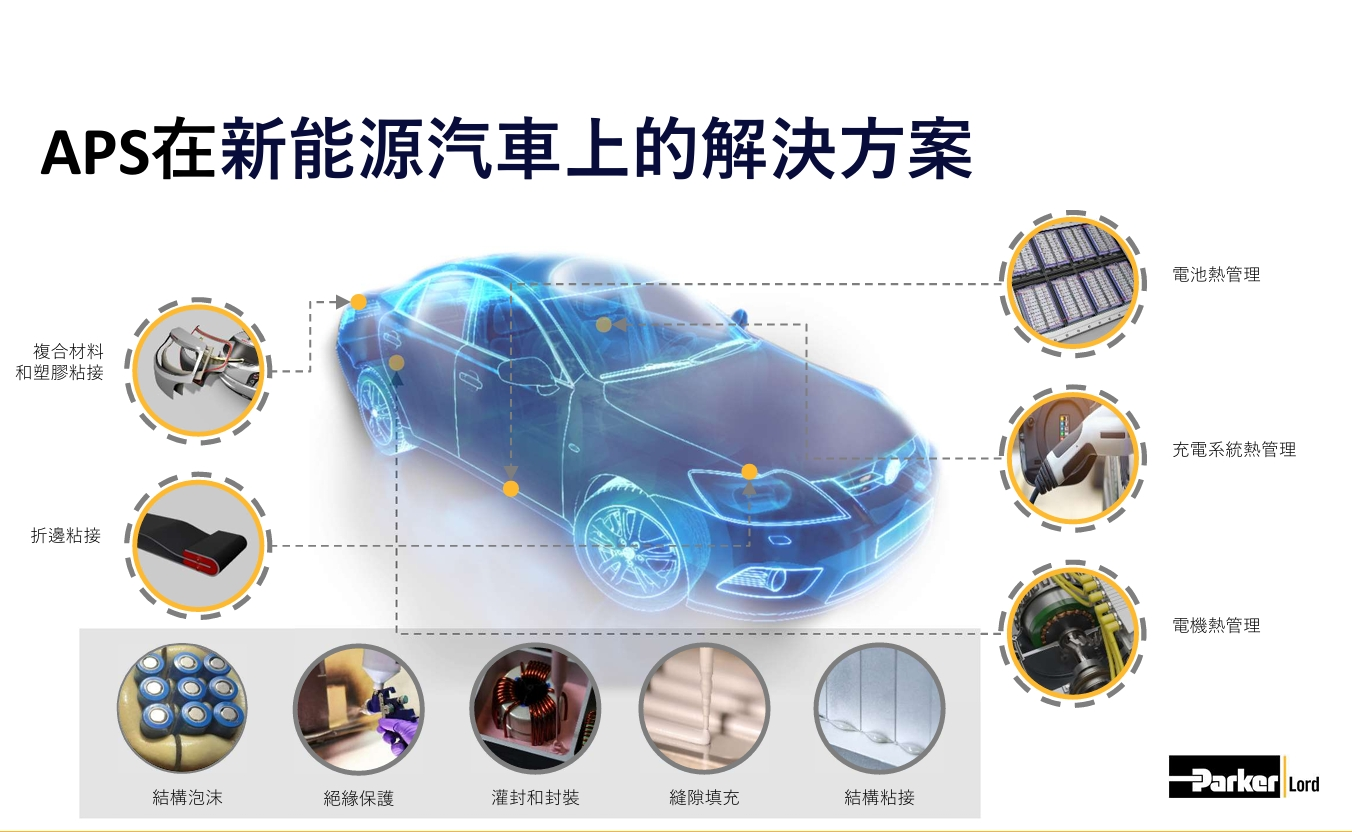 APS在新能源汽車上的解決方案
電池熱管理
複合材料
和塑膠粘接
充電系統熱管理
折邊粘接
電機熱管理
結構泡沫
絕緣保護
灌封和封裝
縫隙填充
結構粘接
Parker Lord